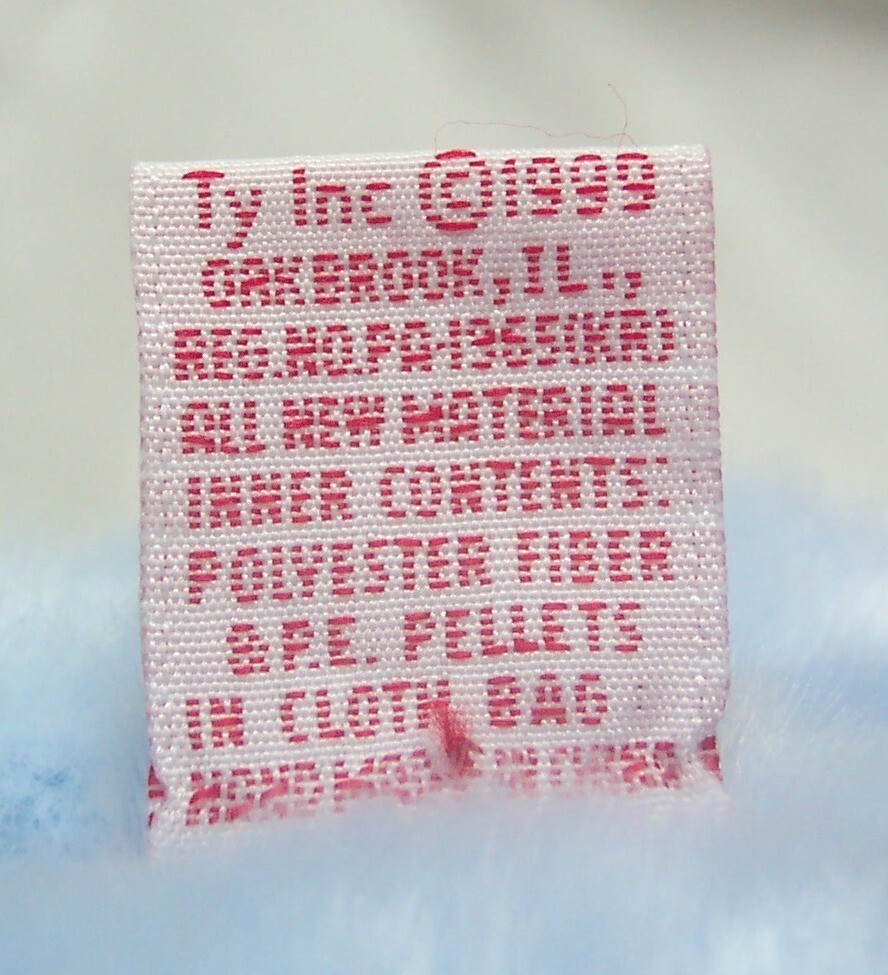 Ty Inc ©1999
OAKBROOK, IL.,
REG.NO.PA-1965(KR)
ALL NEW MATERIAL
INNER CONTENTS:
POLYESTER FIBER
& P.E. PELLETS
IN CLOTH BAG